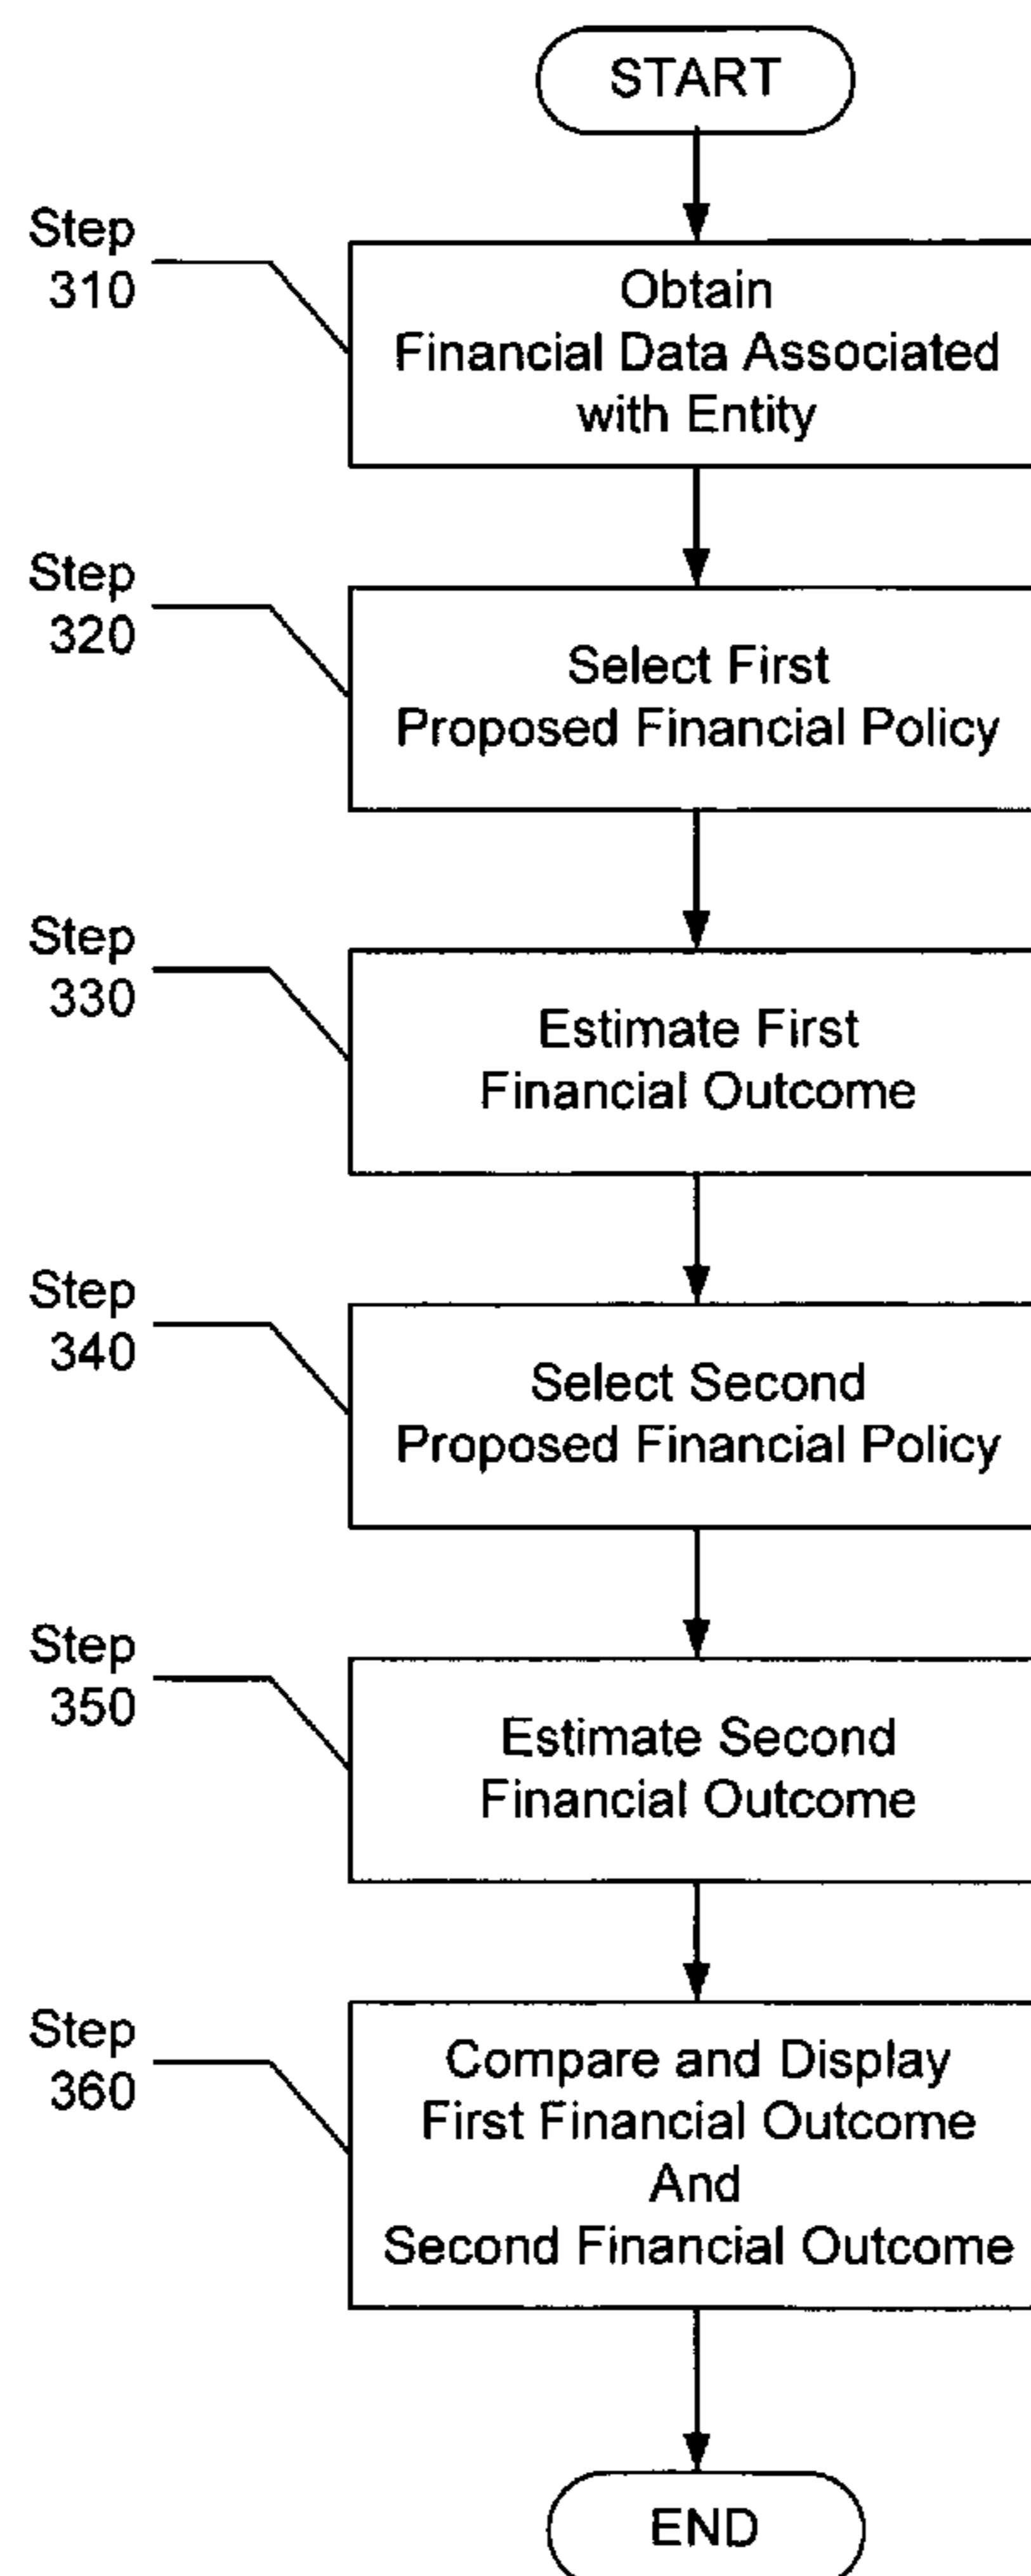 START
Step
310
Obtain
Financial Data Associated
with Entity
Step
320
Select First
Proposed Financial Policy
Step
330
Estimate First
Financial Outcome
Step
340
Select Second
Proposed Financial Policy
Step
350
Estimate Second
Financial Outcome
Step
360
Compare and Display
First Financial Outcome
And
Second Financial Outcome
END